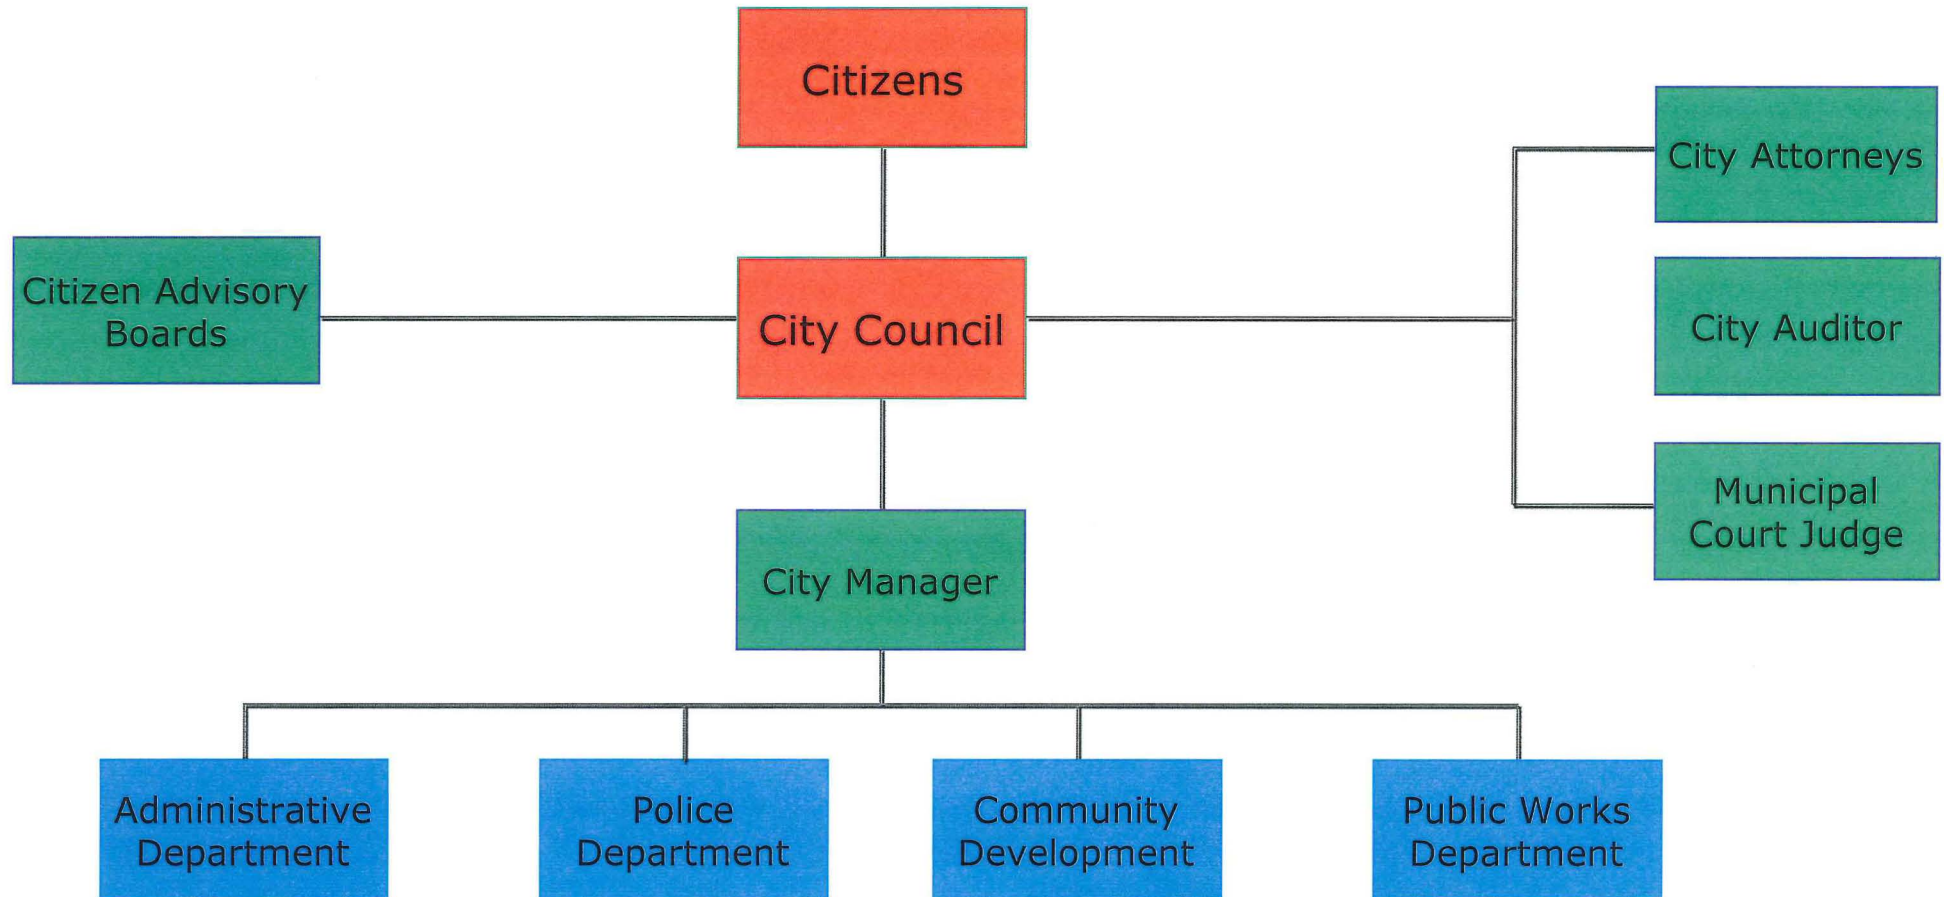 Citizens
City Attorneys
Citizen Advisory
Boards
City Council
City Auditor
Municipal
Court Judge
City Manager
Administrative
Department
Police
Department
Community
Development
Public Works
Department